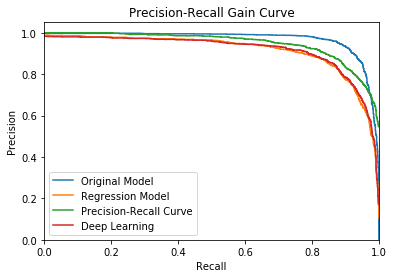 Precision-Recall Gain Curve
1.0
0.8
0.6
0.4
0.2
0.0
Precision
Original Model
Regression Model
Precision-Recall Curve
Deep Learning
0.0 0.2 0.4 0.6 0.8 1.0
Recall